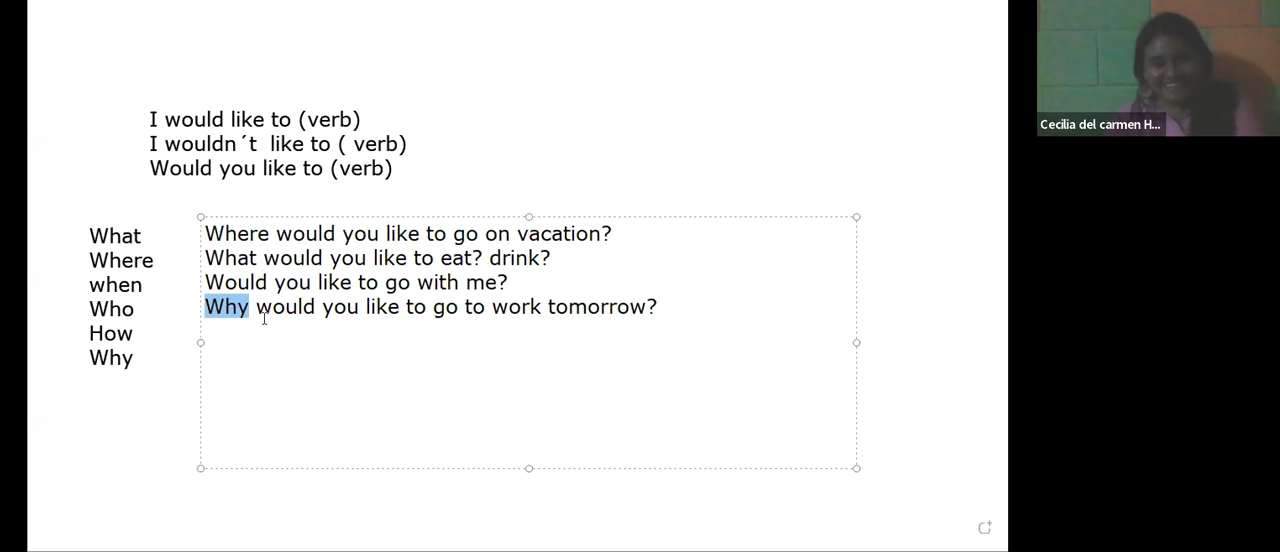 I would like to (verb)
I wouldn´t  like to ( verb)
Would you like to (verb)
What
Where
when
Who
How
Why
Where would you like to go on vacation?
What would you like to eat? drink?
Would you like to go with me?
Why would you like to go to work tomorrow?
Cecilia del carmen H...